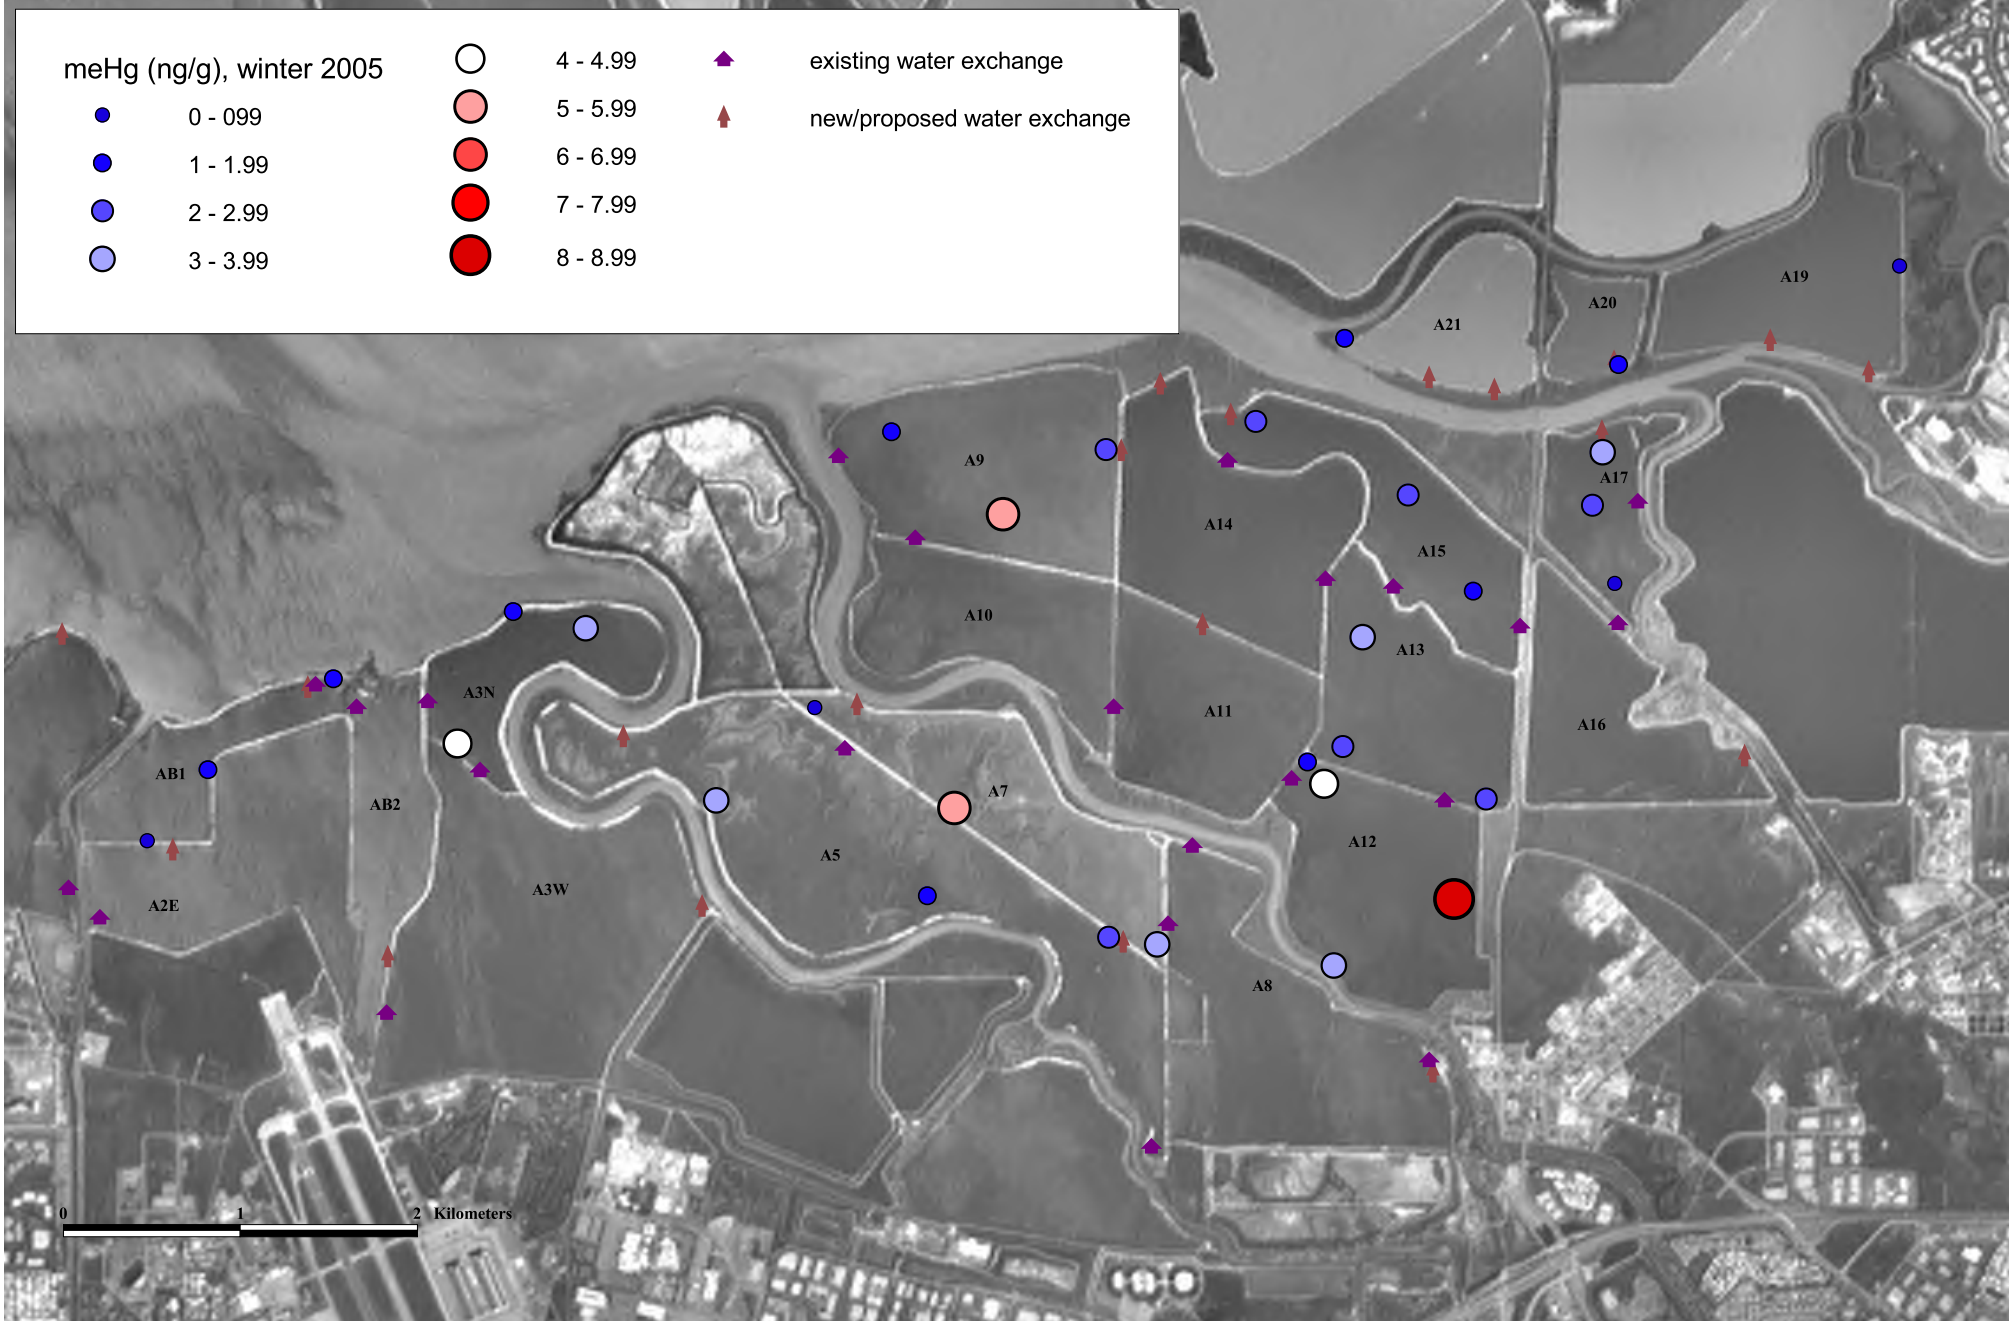 meHg (ng/g), winter 2005
0 - 099
1 - 1.99
2 - 2.99
3 - 3.99
4 - 4.99
5 - 5.99
6 - 6.99
7 - 7.99
8 - 8.99
existing water exchange
new/proposed water exchange
A19
A20
A21
A9
A17
A14
A15
A10
A13
A3N
A11
A16
AB1
A7
AB2
A12
A5
A3W
A2E
A8
0 1 2 Kilometers